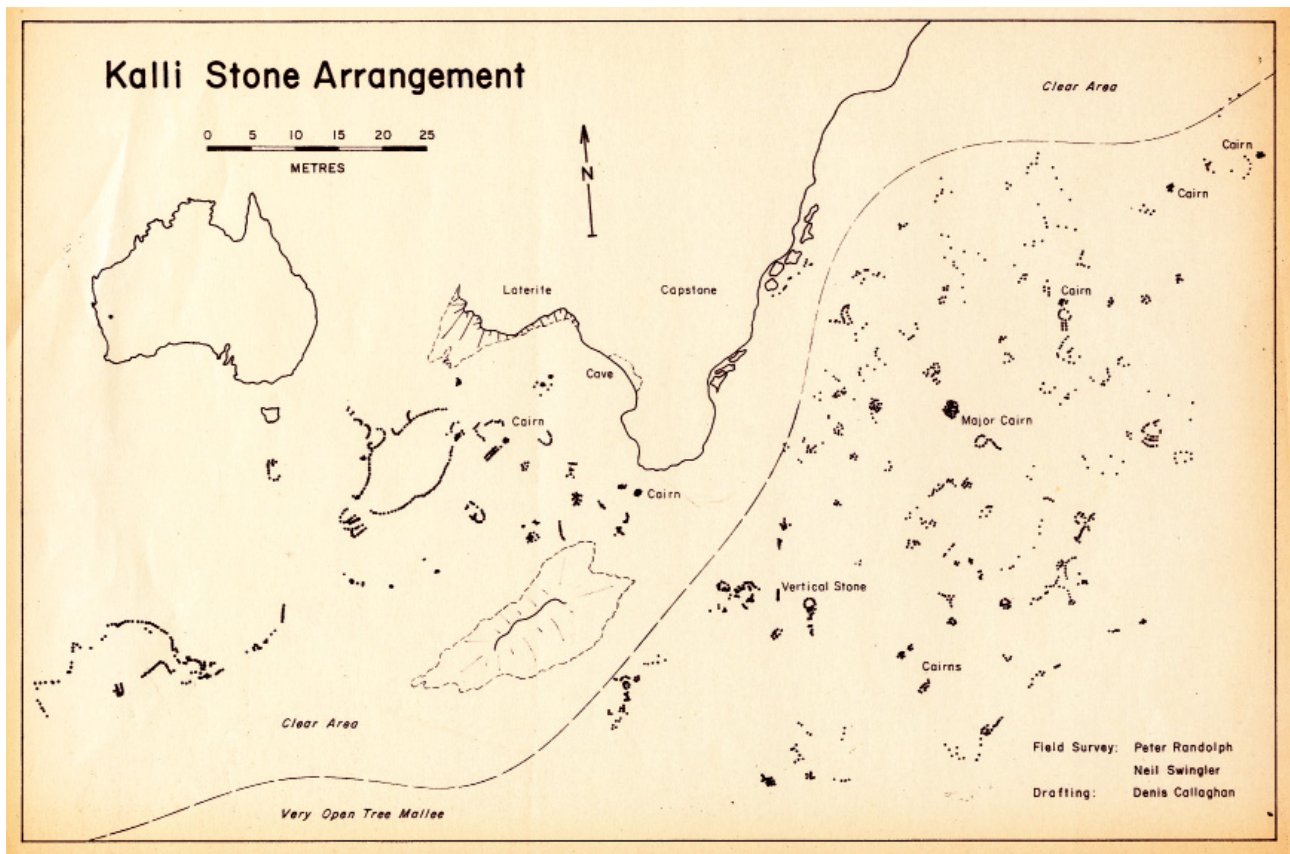 Kalli Stone Arrangement
0 5 10 15 20 25
METRES
N
Clear Area
Cairn
Cairn
Laterite
Capstone
Cairn
Cave
Cairn
Major Cairn
Cairn
Vertical Stone
Cairns
Clear Area
Field Survey: Peter Randolph
Neil Swingler
Drafting: Denis Callaghan
Very Open Tree Mallee